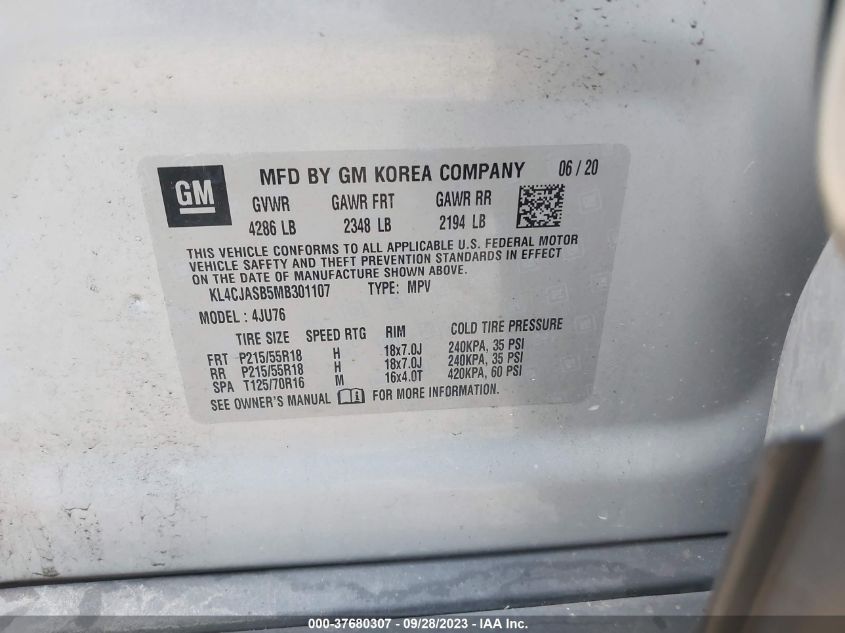 GM
MFD BY GM KOREA COMPANY 06/20
GVWR GAWR FRT GAWR RR
4286 LB 2348 LB 2194 LB
THIS VEHICLE CONFORMS TO ALL APPLICABLE U.S. FEDERAL MOTOR
VEHICLE SAFETY AND THEFT PREVENTION STANDARDS IN EFFECT
ON THE DATE OF MANUFACTURE SHOWN ABOVE.
KL4CJASB5MB301107 TYPE: MPV
MODEL: 4JU76
TIRE SIZE SPEED RTG RIM COLD TIRE PRESSURE
FRT P215/55R18 H 18x7.0J 240KPA, 35 PSI
RR P215/55R18 H 18x7.0J 240KPA, 35 PSI
SPA T125/70R16 M 16x4.0T 420KPA, 60 PSI
SEE OWNER'S MANUAL i FOR MORE INFORMATION.
000-37680307 - 09/28/2023 - IAAI.com